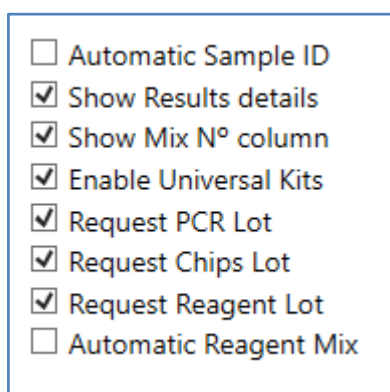 Automatic Sample ID
Show Results details
Show Mix Nº column
Enable Universal Kits
Request PCR Lot
Request Chips Lot
Request Reagent Lot
Automatic Reagent Mix